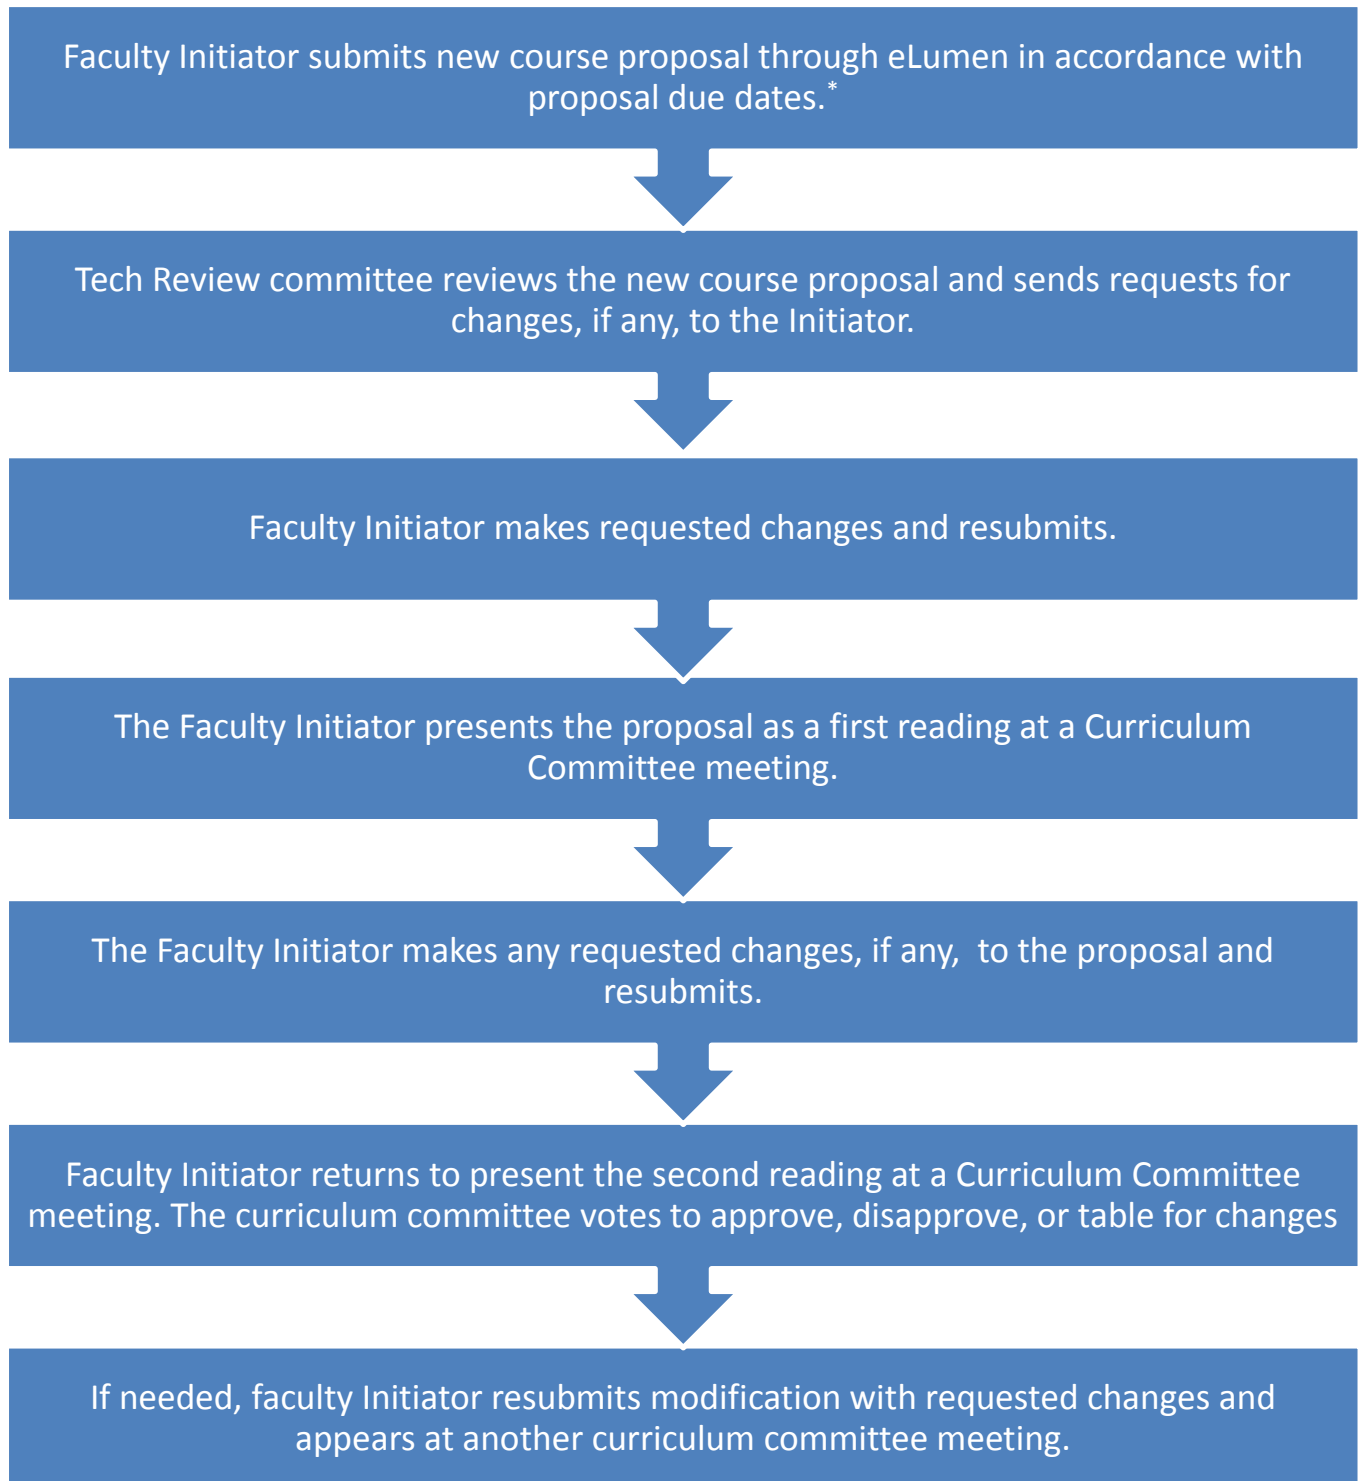 Faculty Initiator submits new course proposal through eLumen in accordance with
proposal due dates.*
Tech Review committee reviews the new course proposal and sends requests for
changes, if any, to the Initiator.
Faculty Initiator makes requested changes and resubmits.
The Faculty Initiator presents the proposal as a first reading at a Curriculum
Committee meeting.
The Faculty Initiator makes any requested changes, if any,  to the proposal and
resubmits.
Faculty Initiator returns to present the second reading at a Curriculum Committee
meeting. The curriculum committee votes to approve, disapprove, or table for changes
If needed, faculty Initiator resubmits modification with requested changes and
appears at another curriculum committee meeting.